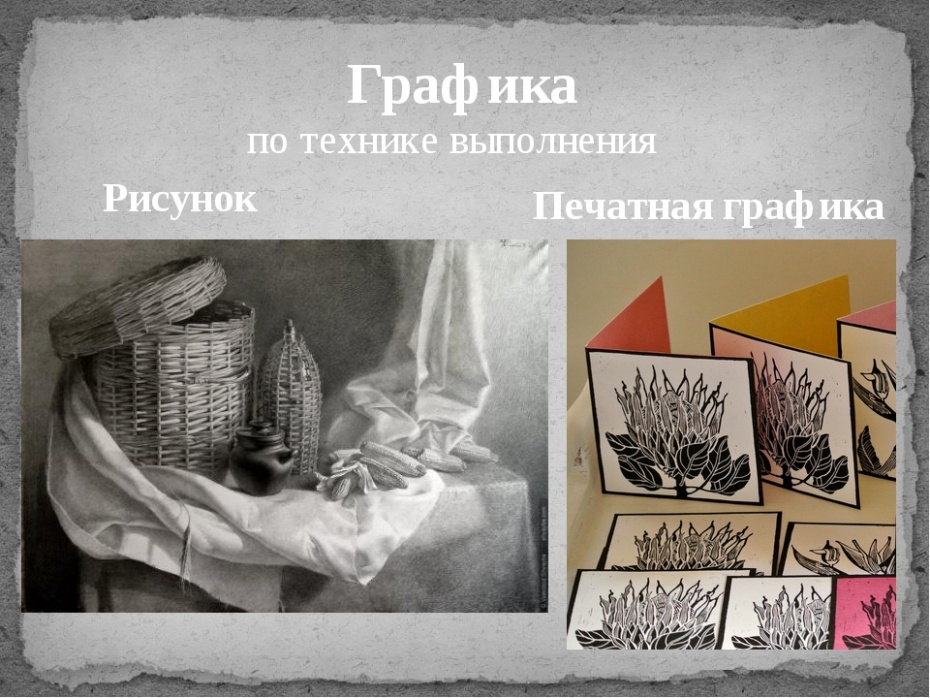 Графика
по технике выполнения
Рисунок
Печатная графика